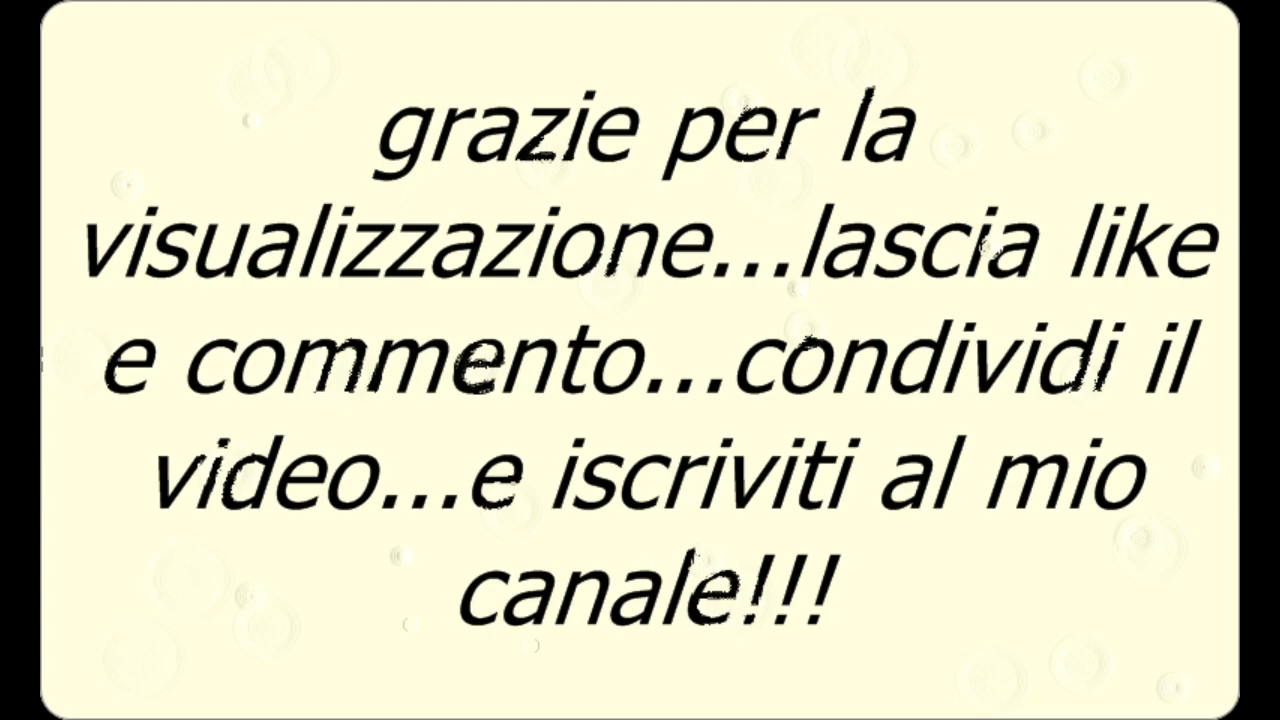 grazie per la
visualizzazione...lascia like
e commento...condividi il
video...e iscriviti al mio
canale!!!